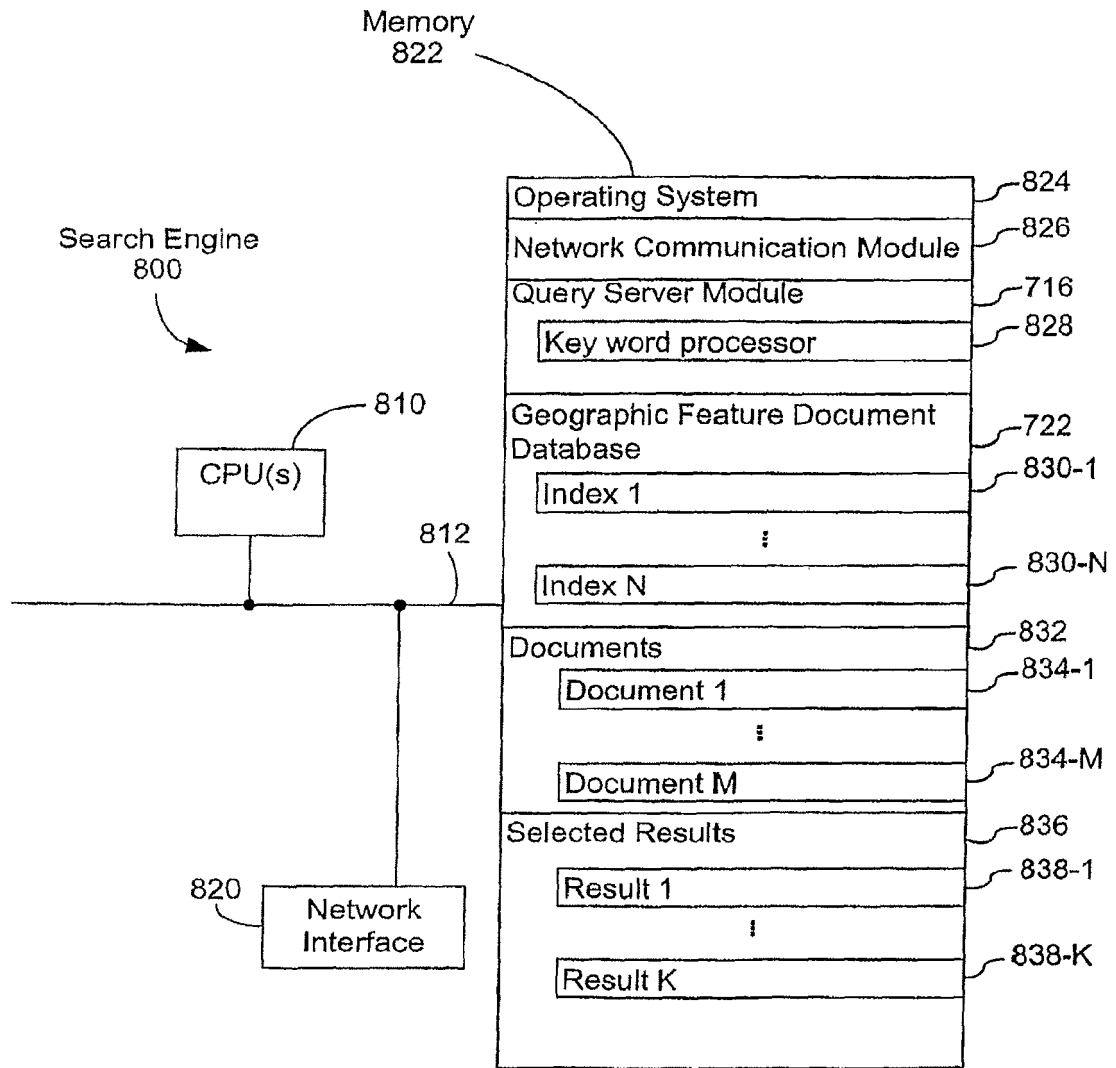 Memory
822
Search Engine
800
Operating System
824
Network Communication Module
826
Query Server Module
716
Key word processor
828
810
CPU(s)
Geographic Feature Document
Database
722
Index 1
830-1
812
Index N
830-N
Documents
832
Document 1
834-1
Document M
834-M
Selected Results
836
820
Network
Interface
Result 1
838-1
Result K
838-K